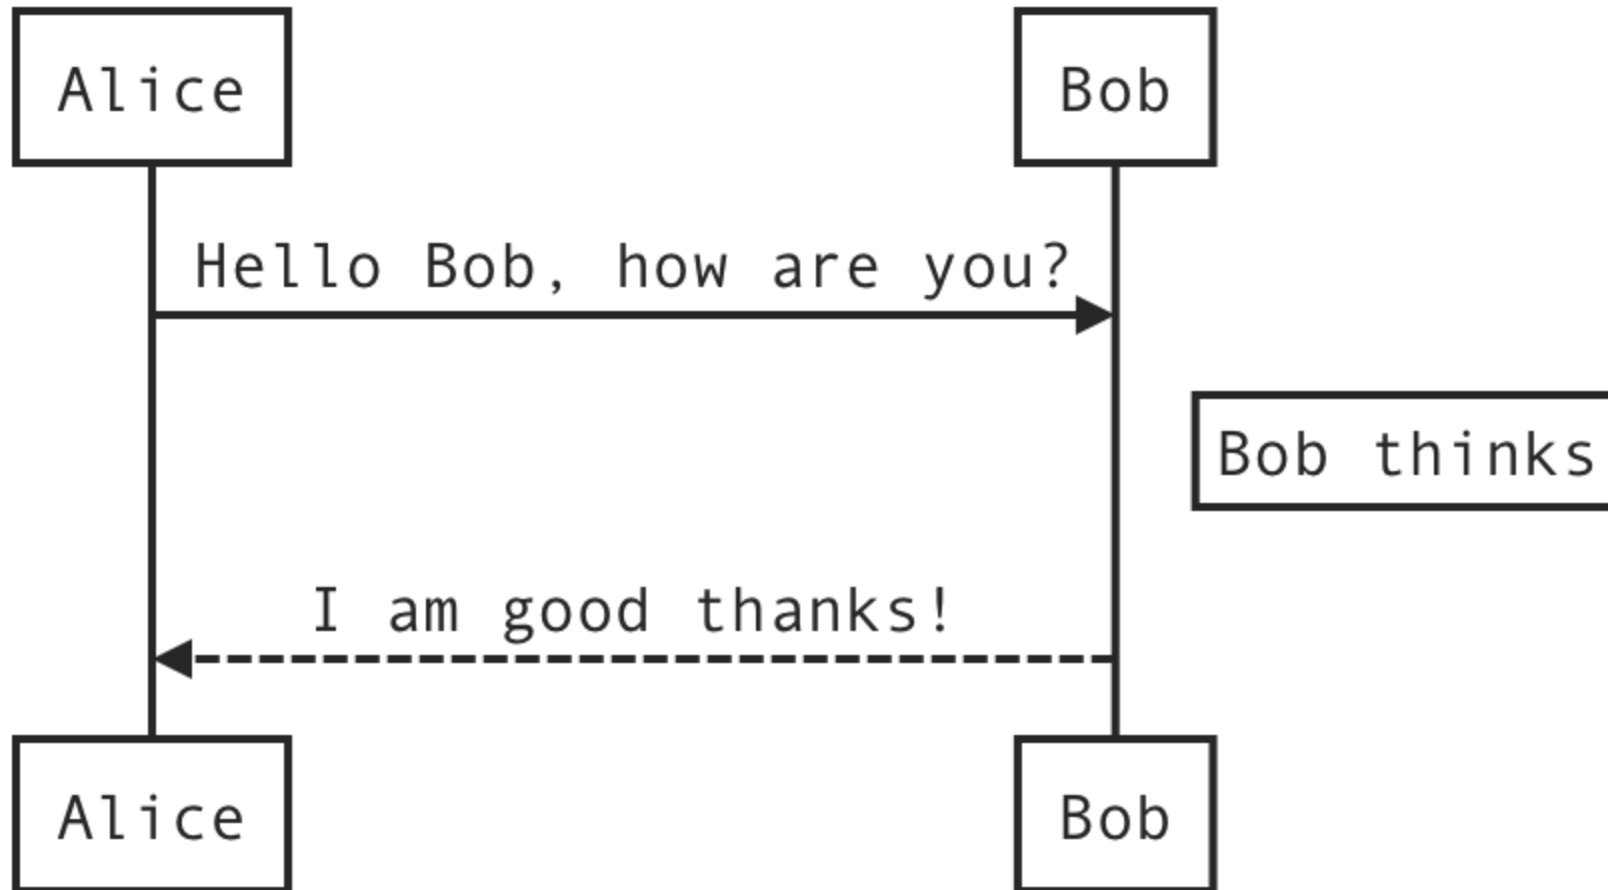 Alice
Bob
Hello Bob, how are you?
Bob thinks
I am good thanks!
Alice
Bob